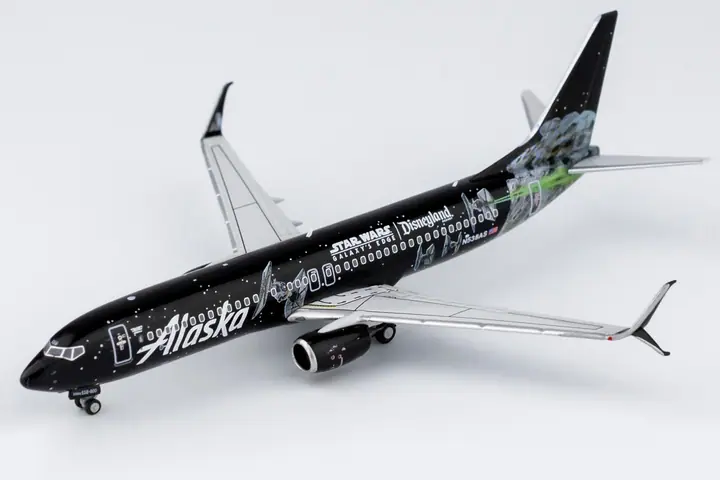 Alaska
STAR WARS
GALAXY'S EDGE
Disneyland
N538AS